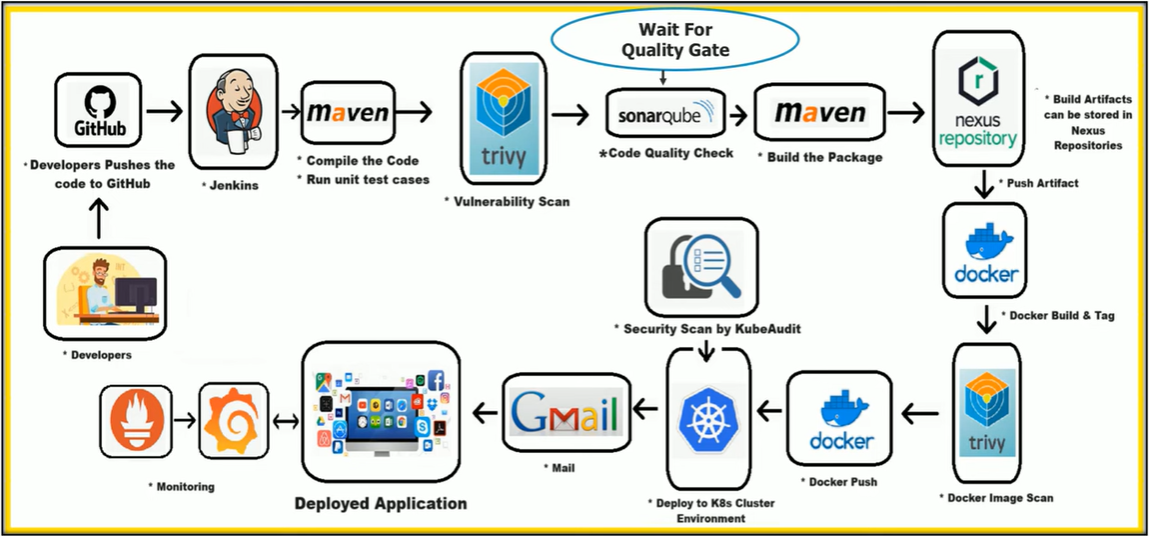 Wait For
Quality Gate
GitHub
* Developers Pushes the
code to GitHub
* Jenkins
maven
* Compile the Code
* Run unit test cases
trivy
* Vulnerability Scan
sonarqube
*Code Quality Check
maven
* Build the Package
nexus
repository
* Build Artifacts
can be stored in
Nexus
Repositories
* Push Artifact
docker
* Docker Build & Tag
* Developers
* Security Scan by KubeAudit
* Monitoring
Deployed Application
GMail
* Mail
* Deploy to K8s Cluster
Environment
docker
* Docker Push
trivy
* Docker Image Scan